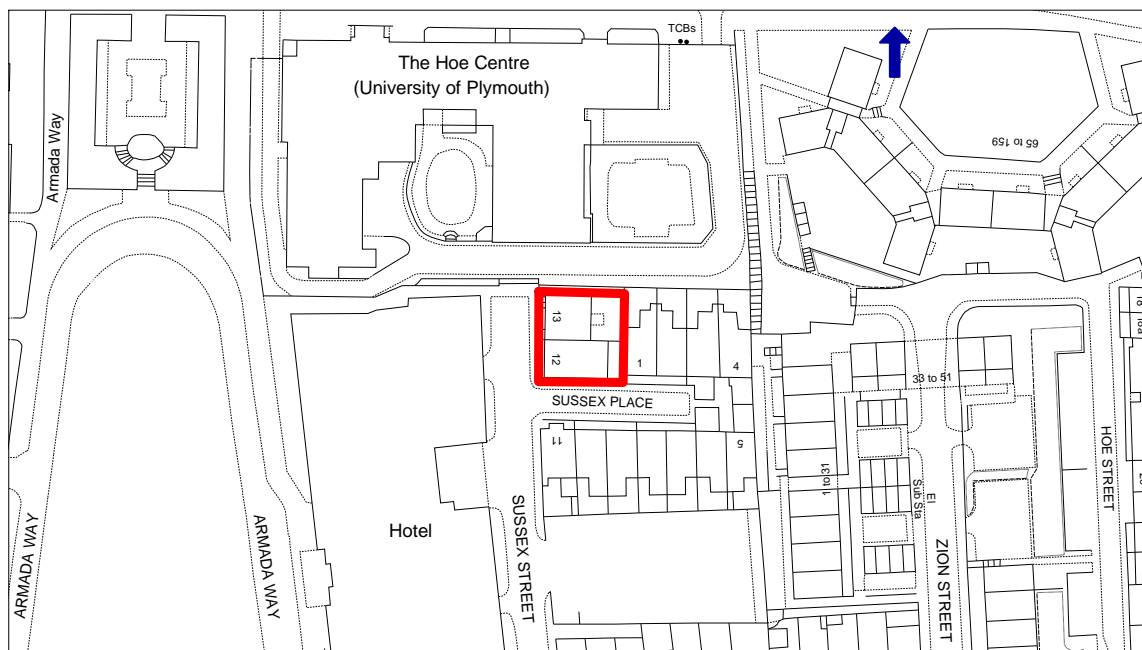 TCBs
The Hoe Centre
(University of Plymouth)
Armada Way
65 to 159
13
12
1
4
SUSSEX PLACE
11
5
33 to 51
1 to 31
El
Sub Sta
18
18a
HOE STREET
Hotel
SUSSEX STREET
ZION STREET
ARMADA WAY
ARMADA WAY